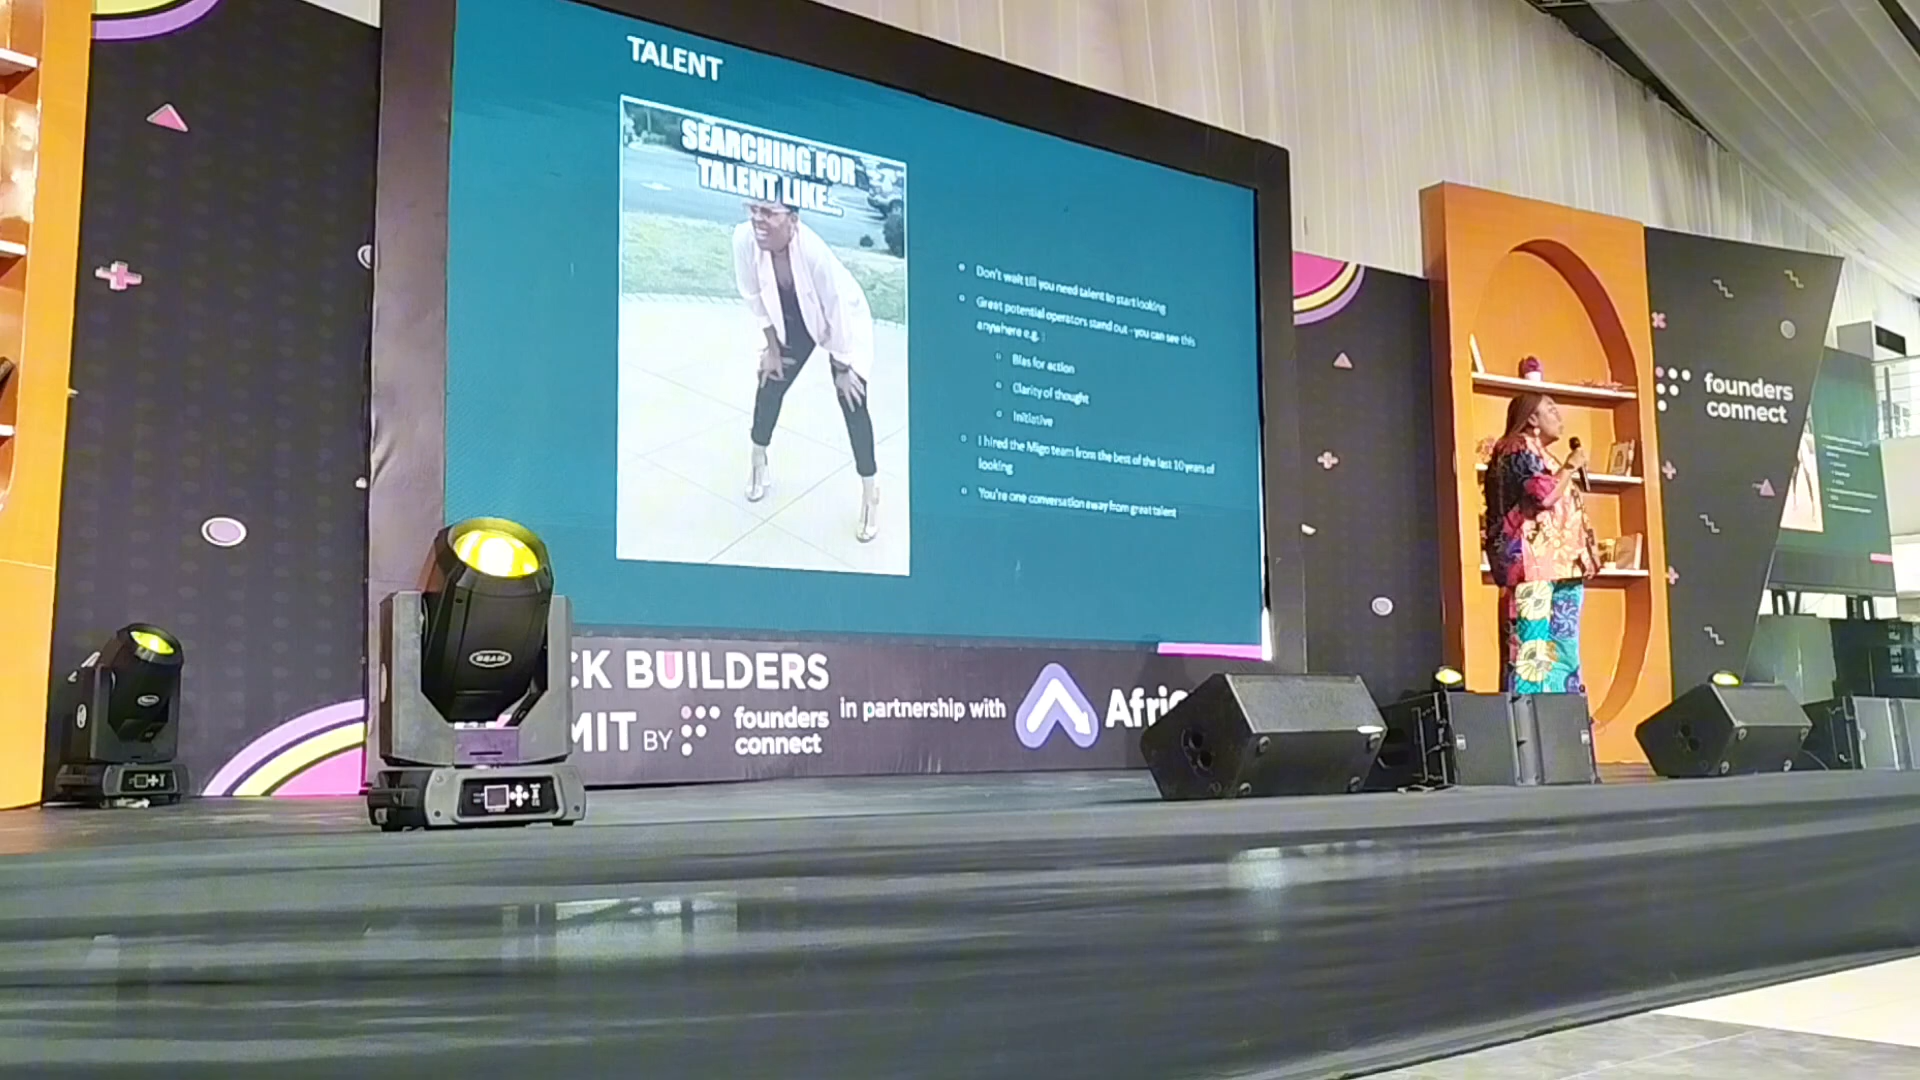 TALENT
SEARCHING FOR
TALENT LIKE...
Don't wait till you need talent to start looking
Great potential operators stand out - you can see this
anywhere e.g. :
Bias for action
Clarity of thought
Initiative
I hired the Migo team from the best of the last 10 years of
looking
You're one conversation away from great talent
founders
connect
CK BUILDERS
MIT BY founders
connect
in partnership with
Afri
BEAM